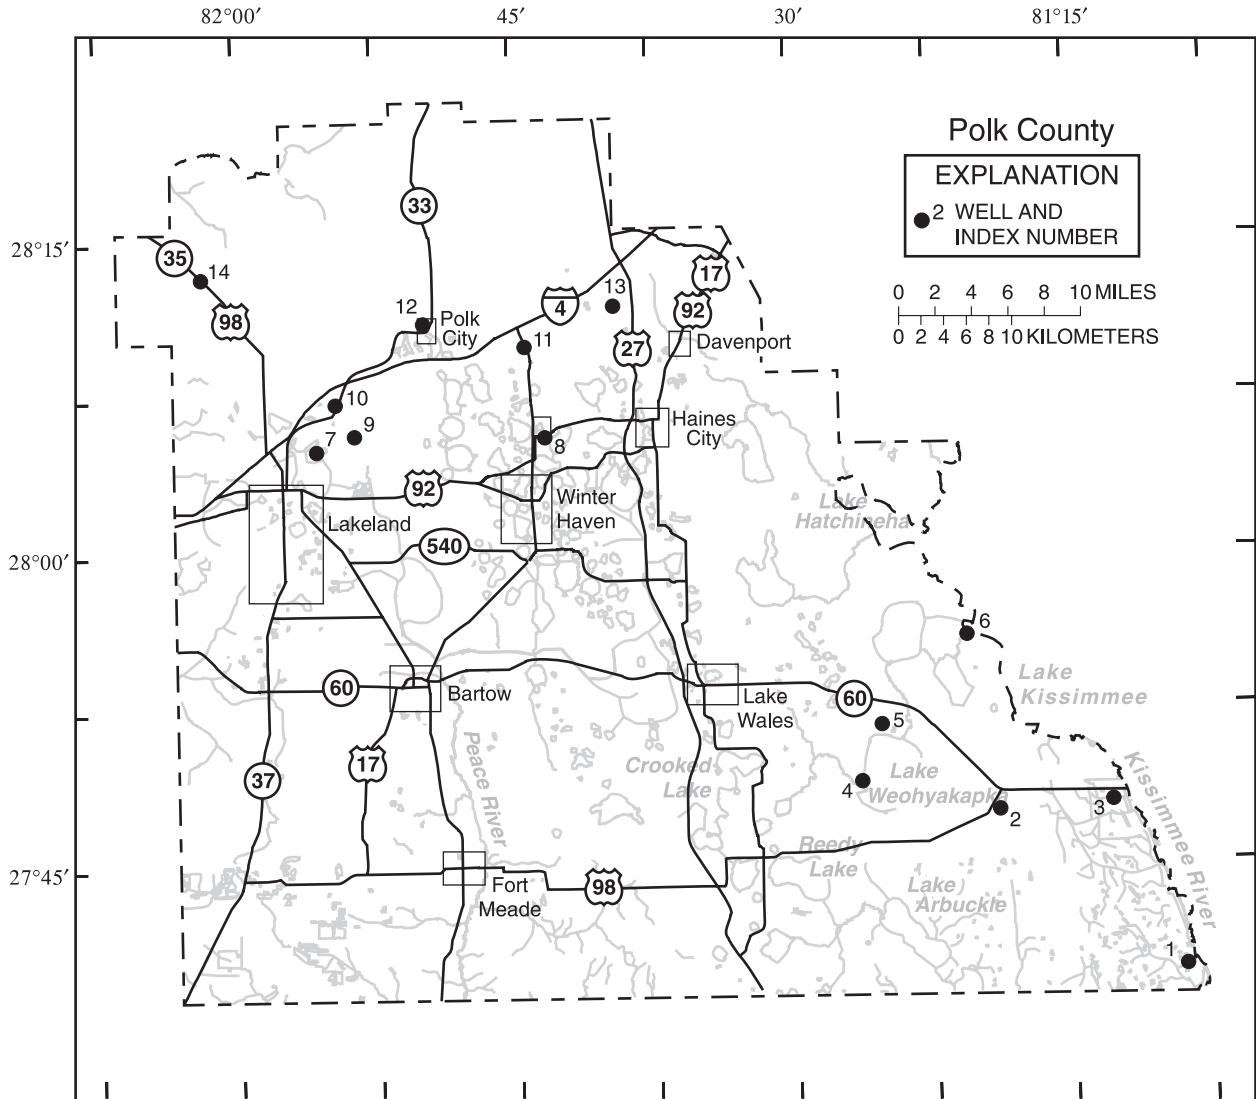 82°00′ 45′ 30′ 81°15′
Polk County
EXPLANATION
2 WELL AND
INDEX NUMBER
33
28°15′
35
14
17
98
12
Polk
City
4
13
92
0 2 4 6 8 10 MILES
0 2 4 6 8 10 KILOMETERS
11
27
Davenport
10
9
7
8
Haines
City
92
Winter
Haven
Lakeland
Lake
Hatchineha
540
28°00′
6
60
Bartow
Lake
Wales
60
Lake
Kissimmee
5
17
37
Peace River
Crooked
Lake
4
Lake
Weohyakapka
2
3
Kissimmee River
Reedy
Lake
27°45′
98
Fort
Meade
Lake
Arbuckle
1